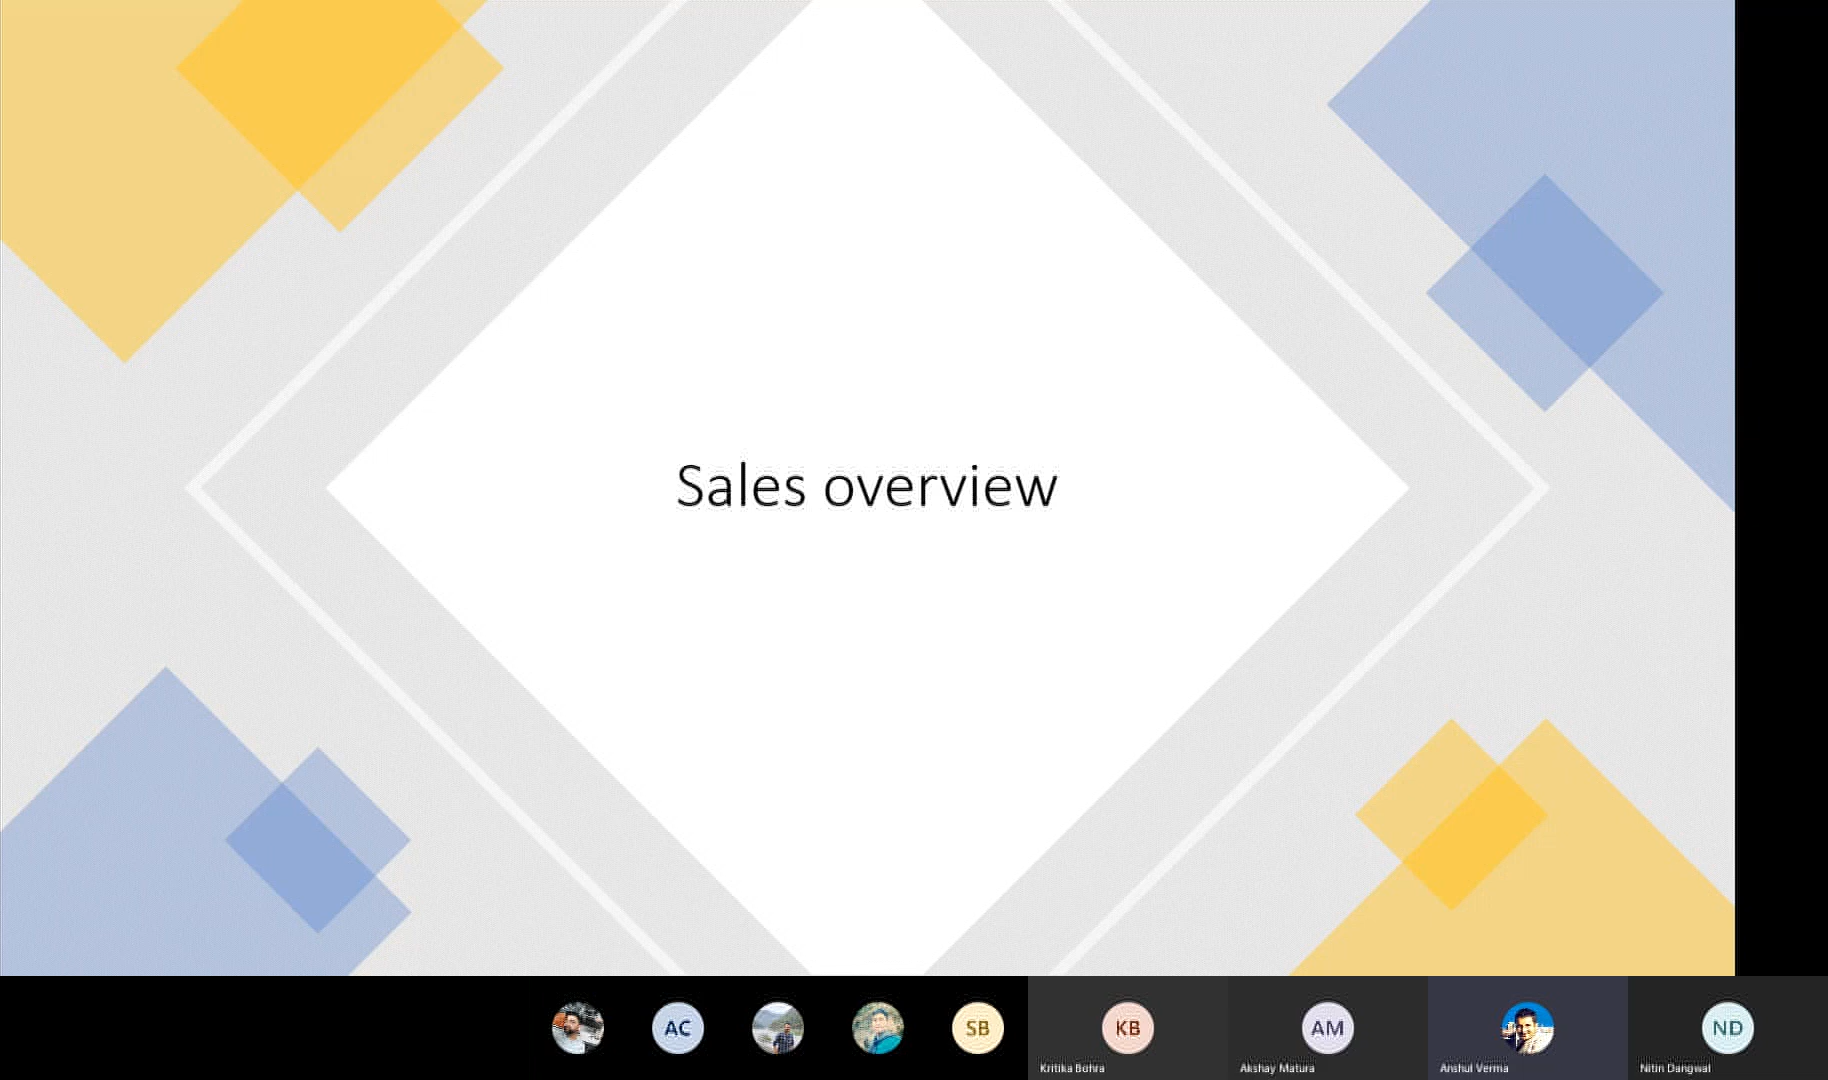 Sales overview
AC
SB
KB
AM
ND
Kritika Bohra
Akshay Matura
Anshul Verma
Nitin Dangwal